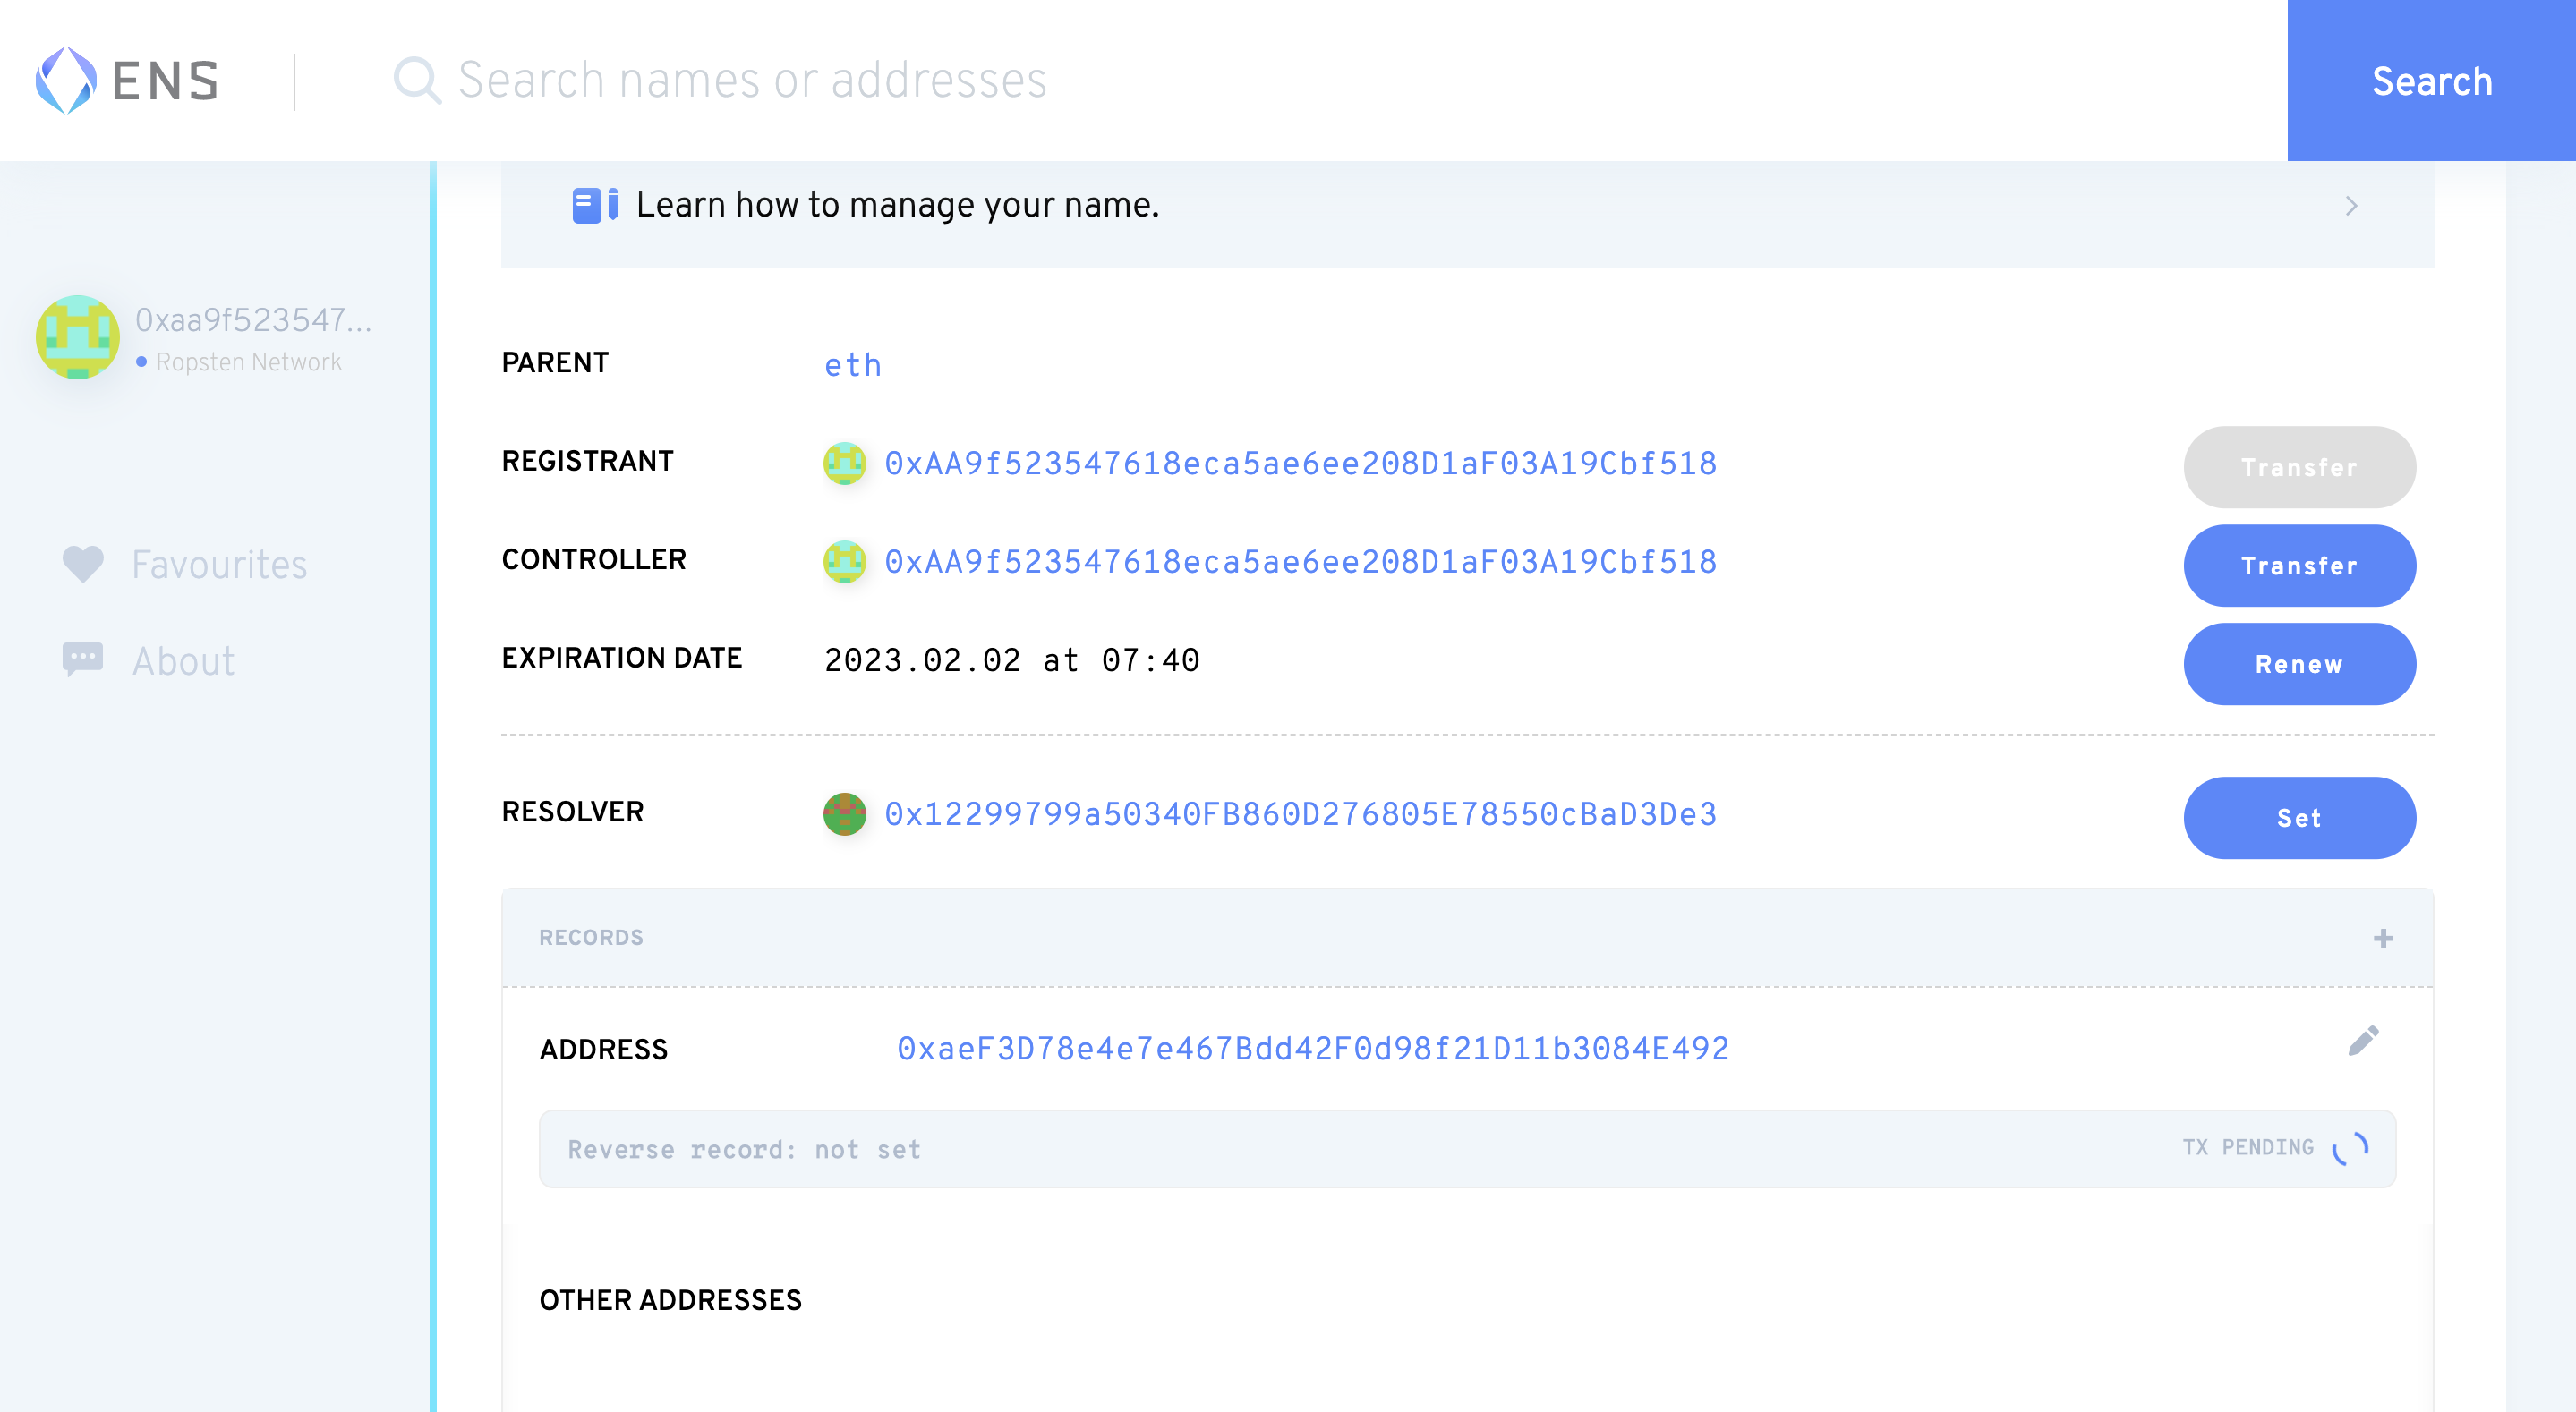 ENS
Search names or addresses
Search
Learn how to manage your name.
0xaa9f523547...
Ropsten Network
Favourites
About
PARENT eth
REGISTRANT 0xAA9f523547618eca5ae6ee208D1aF03A19Cbf518 Transfer
CONTROLLER 0xAA9f523547618eca5ae6ee208D1aF03A19Cbf518 Transfer
EXPIRATION DATE 2023.02.02 at 07:40 Renew
RESOLVER 0x12299799a50340FB860D276805E78550cBaD3De3 Set
RECORDS +
ADDRESS 0xaeF3D78e4e7e467Bdd42F0d98f21D11b3084E492
Reverse record: not set TX PENDING
OTHER ADDRESSES